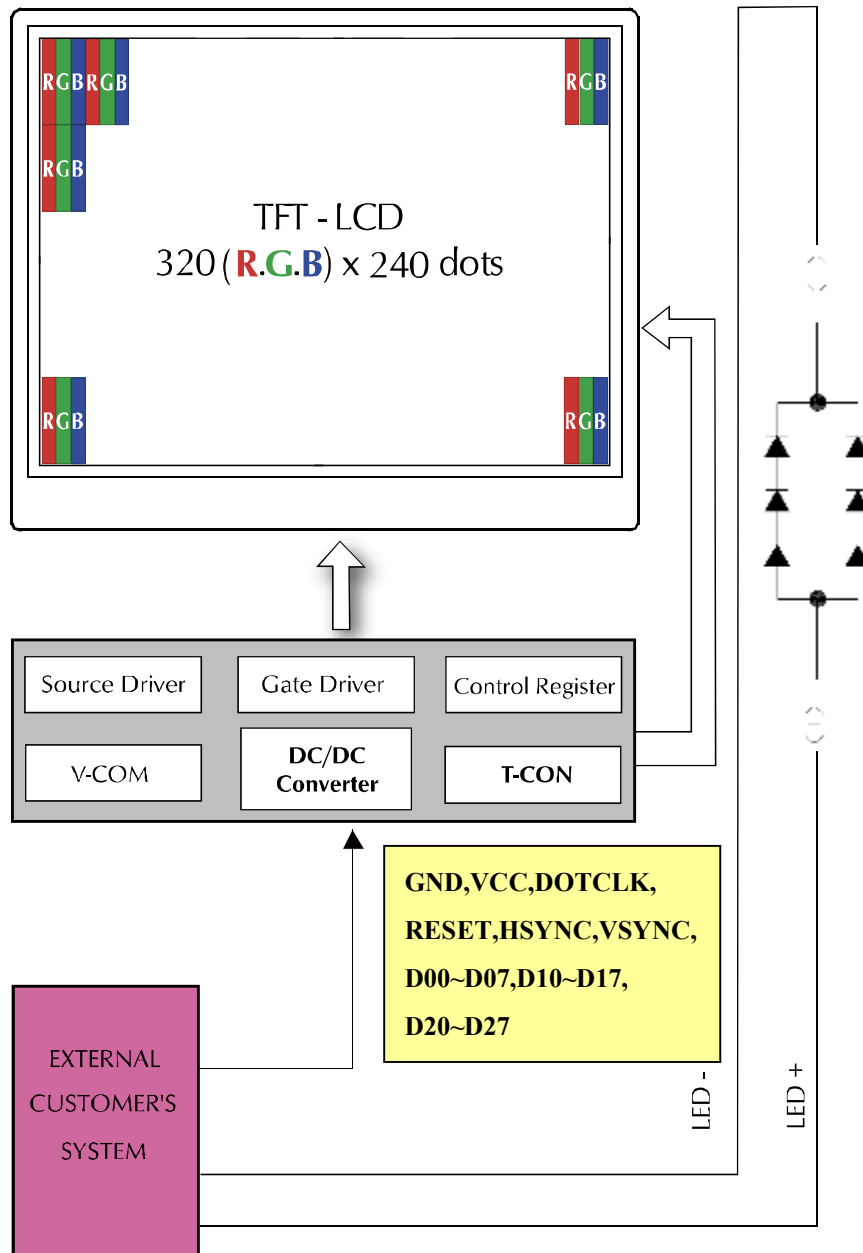 RGBRGB RGB
RGB
TFT - LCD
320 (R.G.B) x 240 dots
RGB RGB
Source Driver Gate Driver Control Register
V-COM DC/DC Converter T-CON
GND,VCC,DOTCLK,
RESET,HSYNC,VSYNC,
D00~D07,D10~D17,
D20~D27
EXTERNAL
CUSTOMER'S
SYSTEM
LED -
LED +